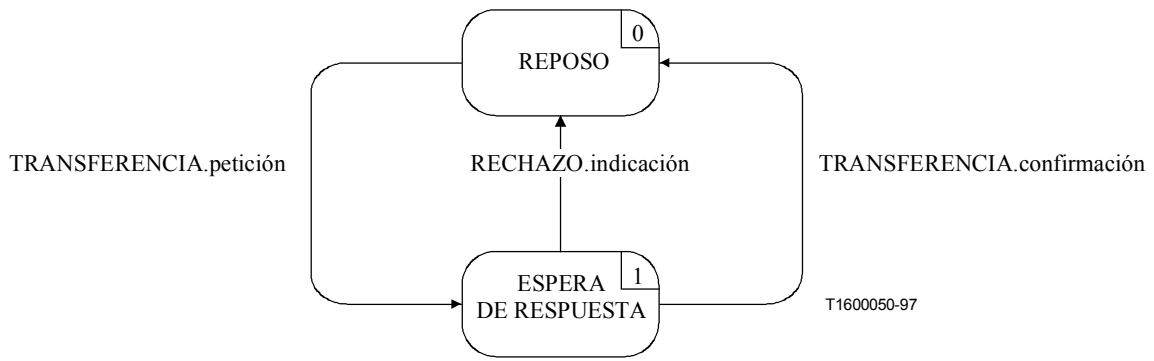 0
REPOSO
TRANSFERENCIA.petición
RECHAZO.indicación
TRANSFERENCIA.confirmación
1
ESPERA
DE RESPUESTA
T1600050-97